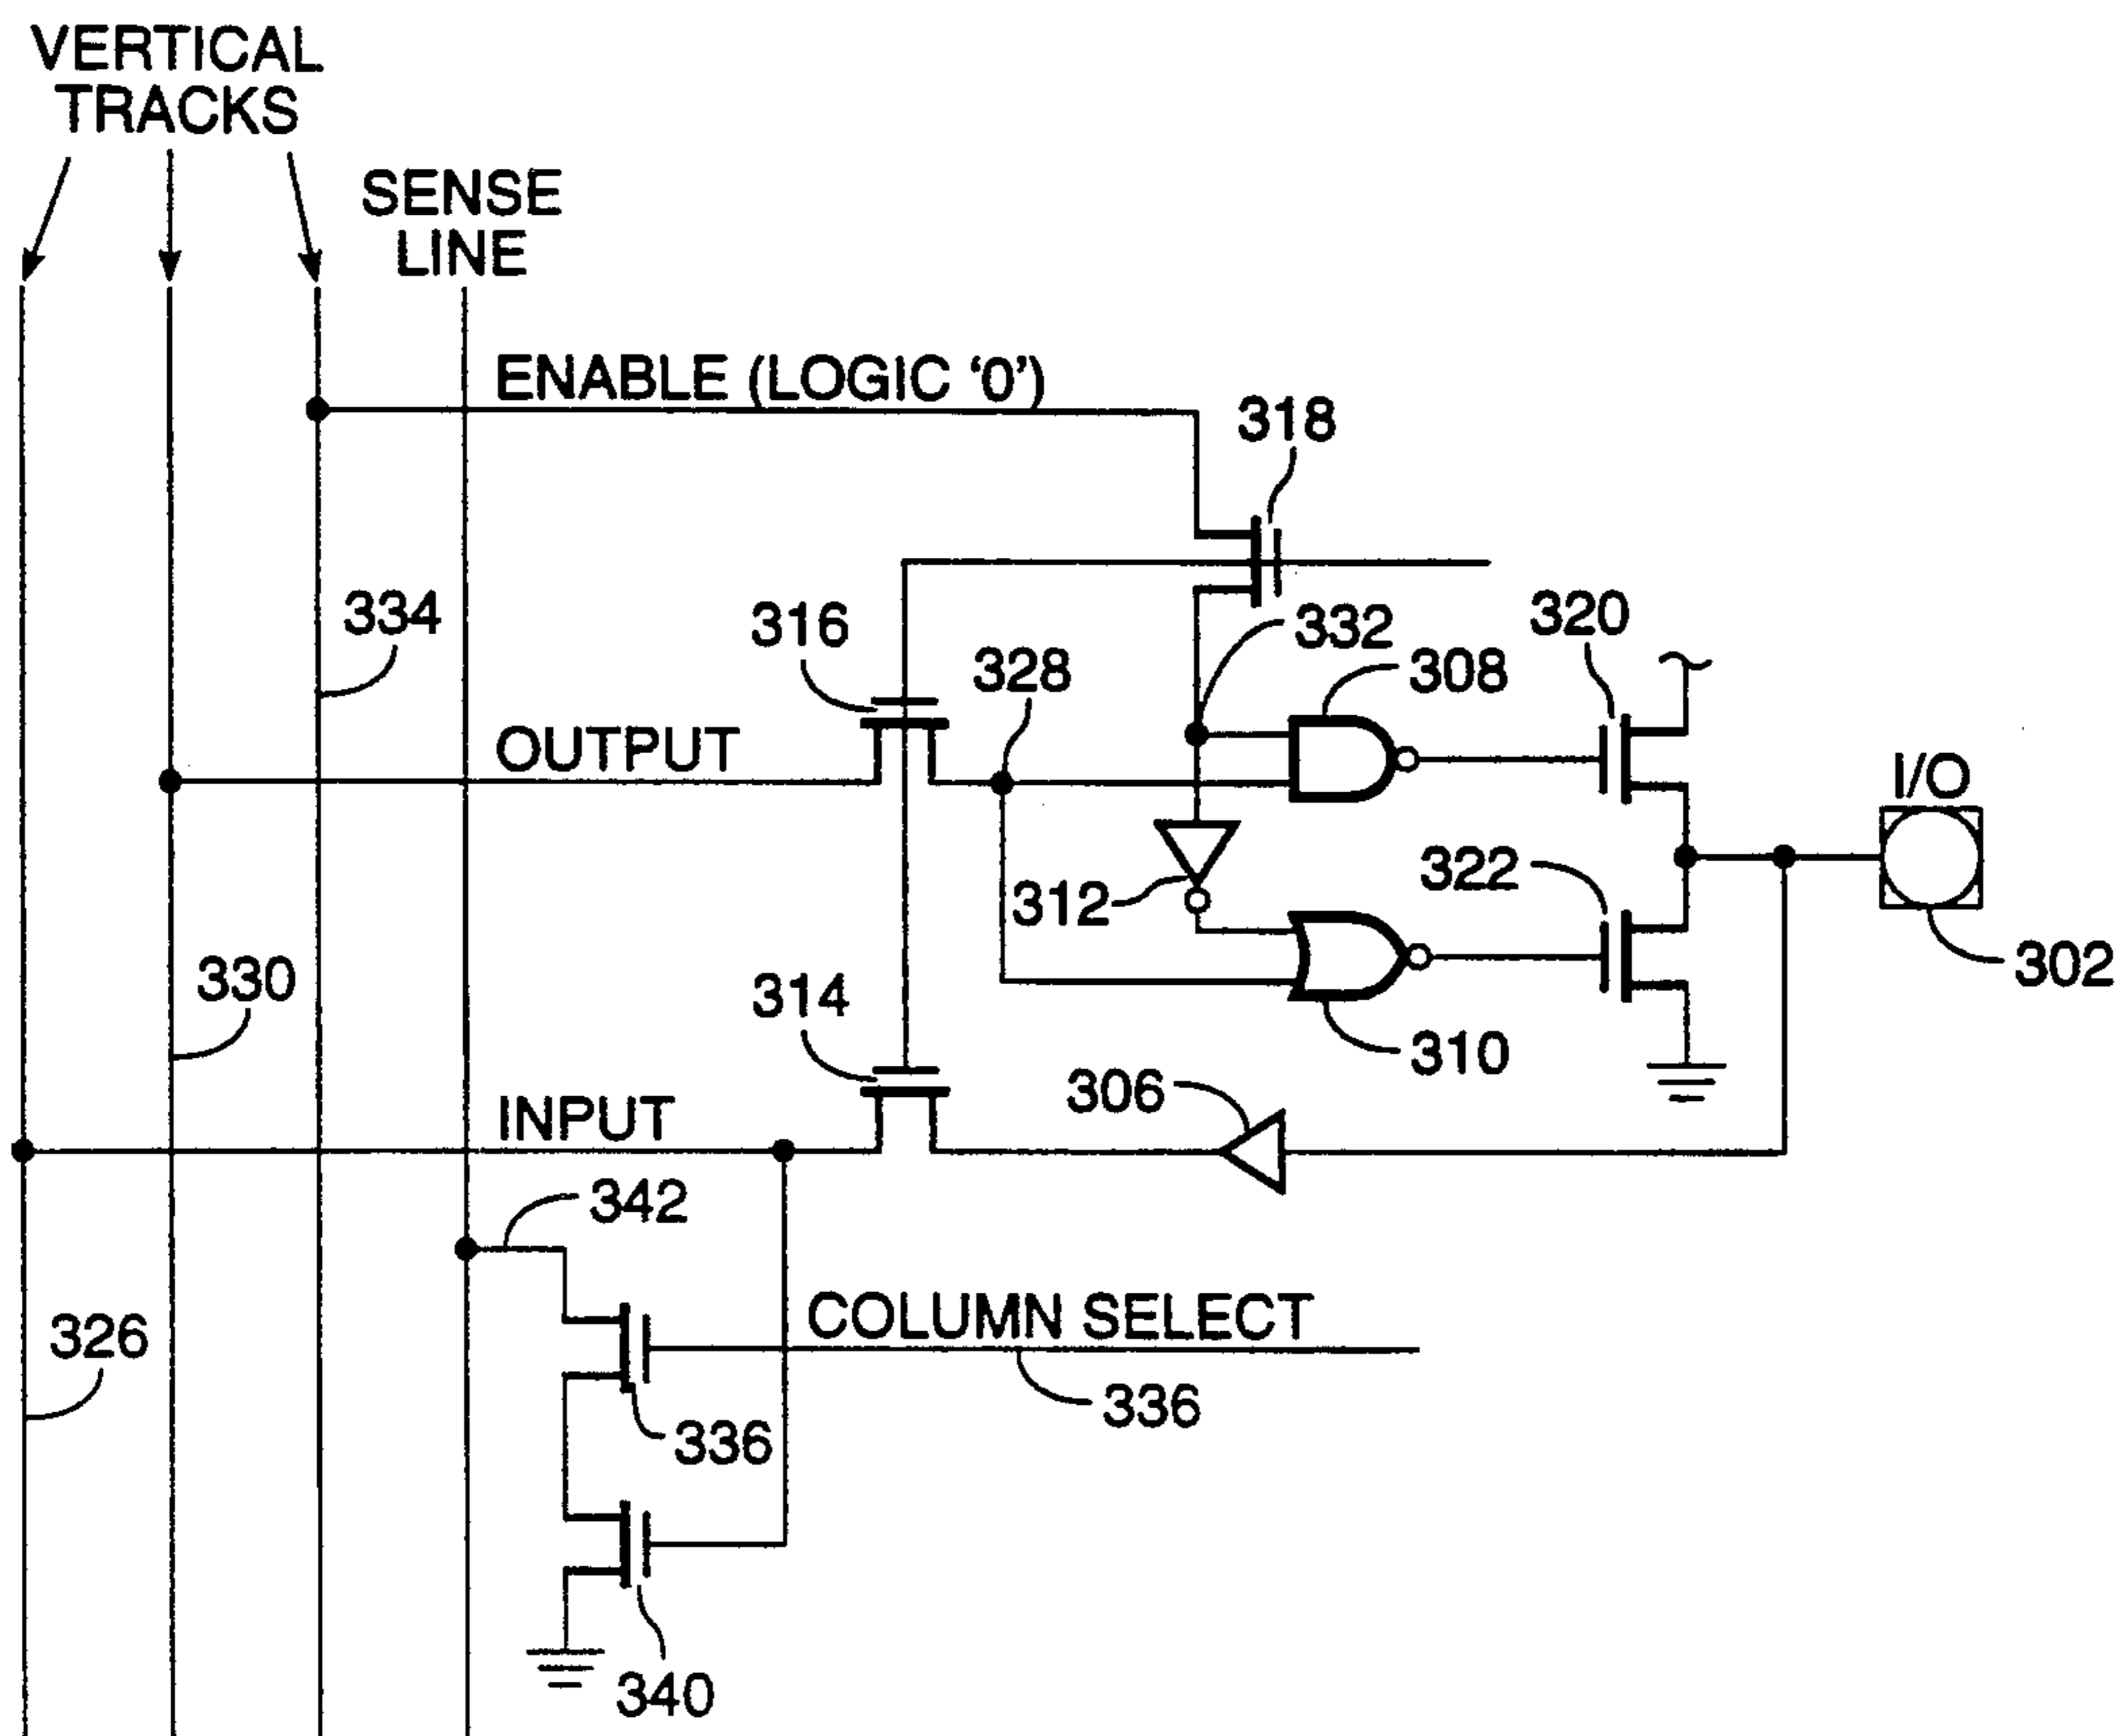 VERTICAL
TRACKS
SENSE
LINE
ENABLE (LOGIC '0')
318
334
316
332
320
328
308
OUTPUT
I/O
322
312
330
302
314
310
306
INPUT
342
COLUMN SELECT
326
336
336
340